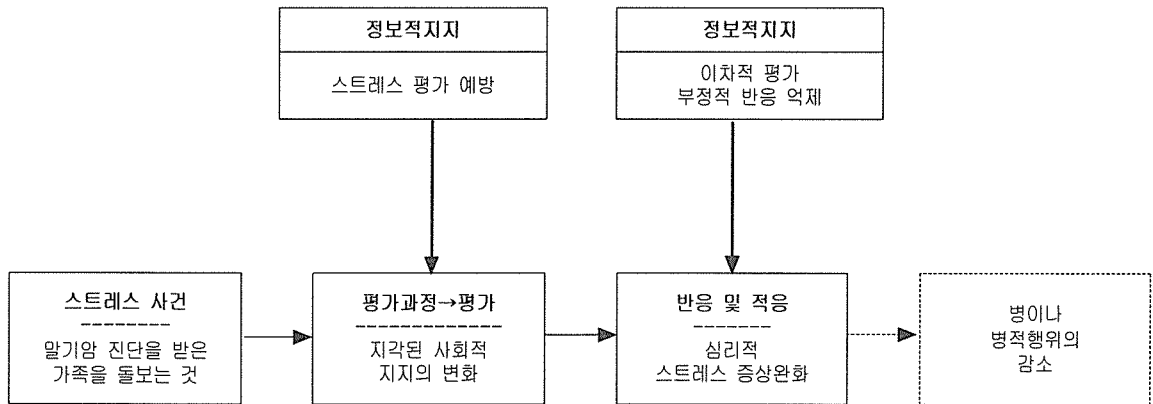 정보적지지
스트레스 평가 예방
정보적지지
이차적 평가
부정적 반응 억제
스트레스 사건
---------
말기암 진단을 받은
가족을 돌보는 것
평가과정→평가
-------------
지각된 사회적
지지의 변화
반응 및 적응
-------
심리적
스트레스 증상완화
병이나
병적행위의
감소